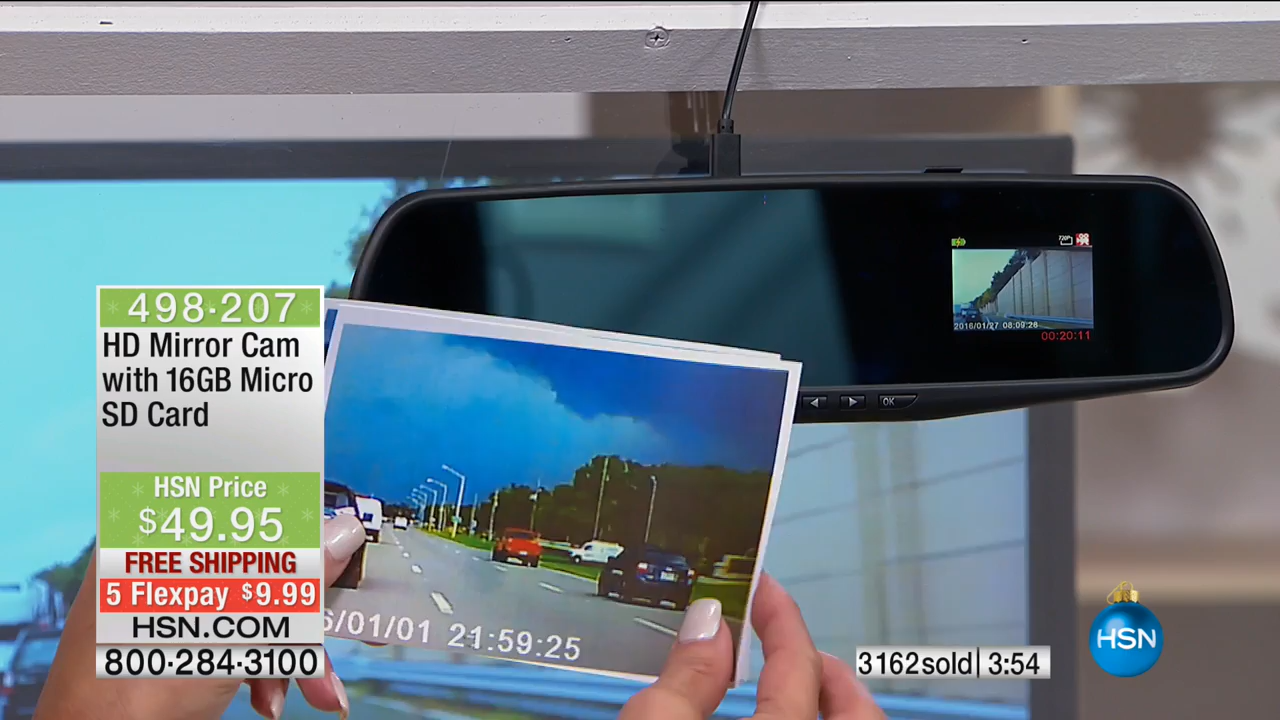 498·207
HD Mirror Cam
with 16GB Micro
SD Card
HSN Price
$49.95
FREE SHIPPING
5 Flexpay $9.99
HSN.COM
800·284·3100
720P
2016/01/27 08:09:26
00:20:11
OK
6/01/01 21:59:25
3162 sold | 3:54
HSN